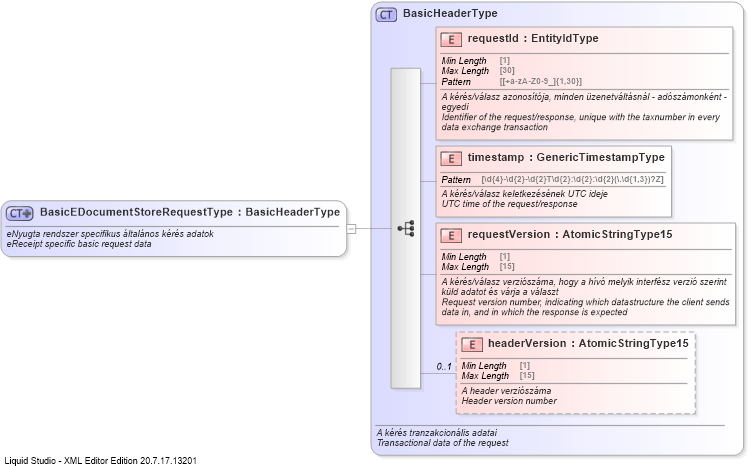 CT BasicHeaderType
E requestId : EntityIdType
Min Length [1]
Max Length [30]
Pattern [[+a-zA-Z0-9_]{1,30}]
A kérés/válasz azonosítója, minden üzenetváltásnál - adószámonként -
egyedi
Identifier of the request/response, unique with the taxnumber in every
data exchange transaction
E timestamp : GenericTimestampType
Pattern [\d{4}-\d{2}-\d{2}T\d{2}:\d{2}:\d{2}(\.\d{1,3})?Z]
A kérés/válasz keletkezésének UTC ideje
UTC time of the request/response
CT BasicEDocumentStoreRequestType : BasicHeaderType
eNyugta rendszer specifikus általános kérés adatok
eReceipt specific basic request data
E requestVersion : AtomicStringType15
Min Length [1]
Max Length [15]
A kérés/válasz verziószáma, hogy a hívó melyik interfész verzió szerint
küld adatot és várja a választ
Request version number, indicating which datastructure the client sends
data in, and in which the response is expected
E headerVersion : AtomicStringType15
0..1
Min Length [1]
Max Length [15]
A header verziószáma
Header version number
A kérés tranzakcionális adatai
Transactional data of the request
Liquid Studio - XML Editor Edition 20.7.17.13201